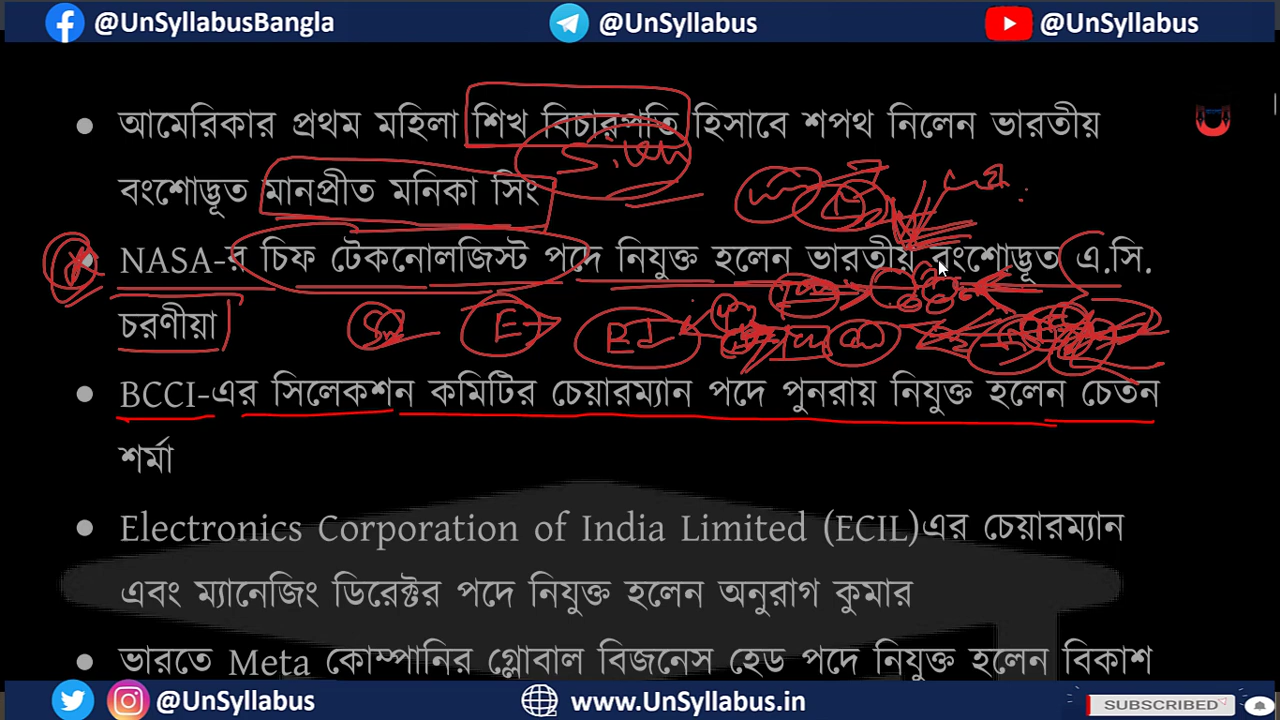 @UnSyllabusBangla @UnSyllabus @UnSyllabus
• আমেরিকার প্রথম মহিলা শিখ বিচারপতি হিসাবে শপথ নিলেন ভারতীয়
বংশোদ্ভূত মানপ্রীত মনিকা সিং
• NASA-র চিফ টেকনোলজিস্ট পদে নিযুক্ত হলেন ভারতীয় বংশোদ্ভূত এ.সি.
চরণীয়া
• BCCI-এর সিলেকশন কমিটির চেয়ারম্যান পদে পুনরায় নিযুক্ত হলেন চেতন
শর্মা
• Electronics Corporation of India Limited (ECIL)এর চেয়ারম্যান
এবং ম্যানেজিং ডিরেক্টর পদে নিযুক্ত হলেন অনুরাগ কুমার
• ভারতে Meta কোম্পানির গ্লোবাল বিজনেস হেড পদে নিযুক্ত হলেন বিকাশ
@UnSyllabus www.UnSyllabus.in SUBSCRIBED